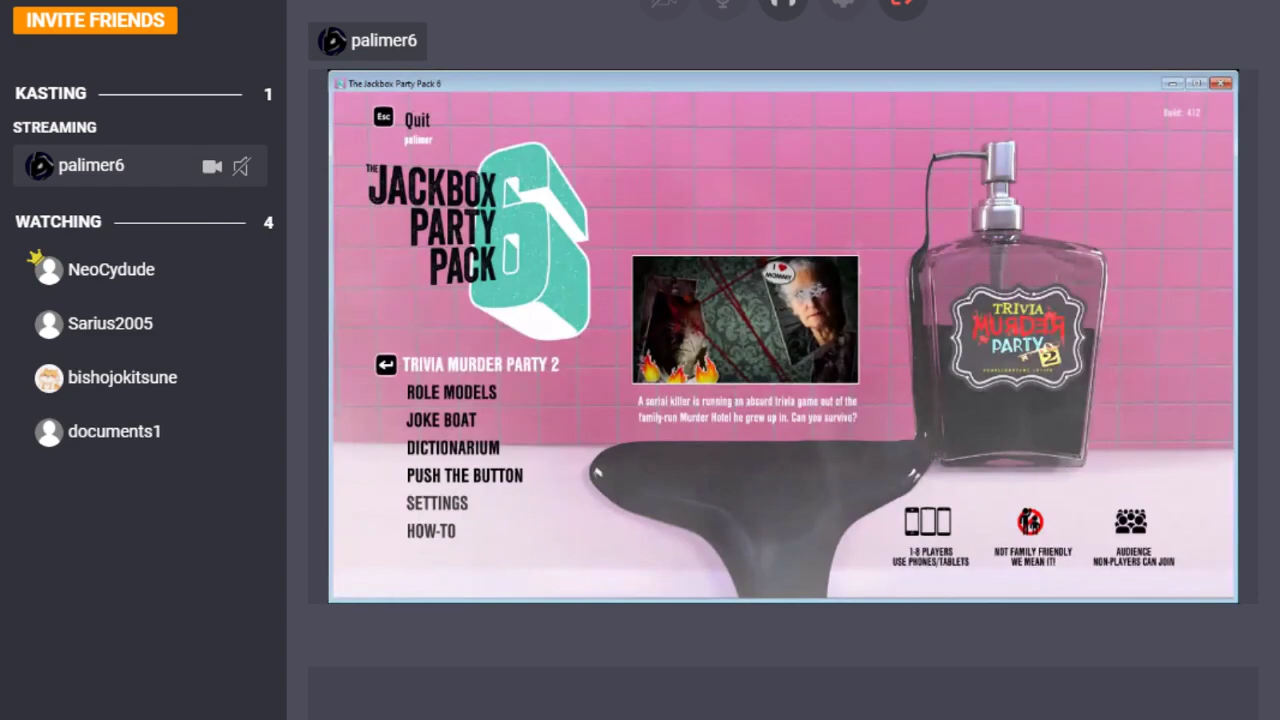 INVITE FRIENDS
KASTING 1
STREAMING
palimer6
WATCHING 4
NeoCydude
Sarius2005
bishojokitsune
documents1
palimer6
The Jackbox Party Pack 6
Esc Quit
palimer
Build: 412
THE JACKBOX
PARTY
PACK
6
TRIVIA MURDER PARTY 2
ROLE MODELS
JOKE BOAT
DICTIONARIUM
PUSH THE BUTTON
SETTINGS
HOW-TO
I ❤ MOMMY
A serial killer is running an absurd trivia game out of the
family-run Murder Hotel he grew up in. Can you survive?
TRIVIA
MURDER
PARTY
2
1-8 PLAYERS
USE PHONES/TABLETS
NOT FAMILY FRIENDLY
WE MEAN IT!
AUDIENCE
NON-PLAYERS CAN JOIN